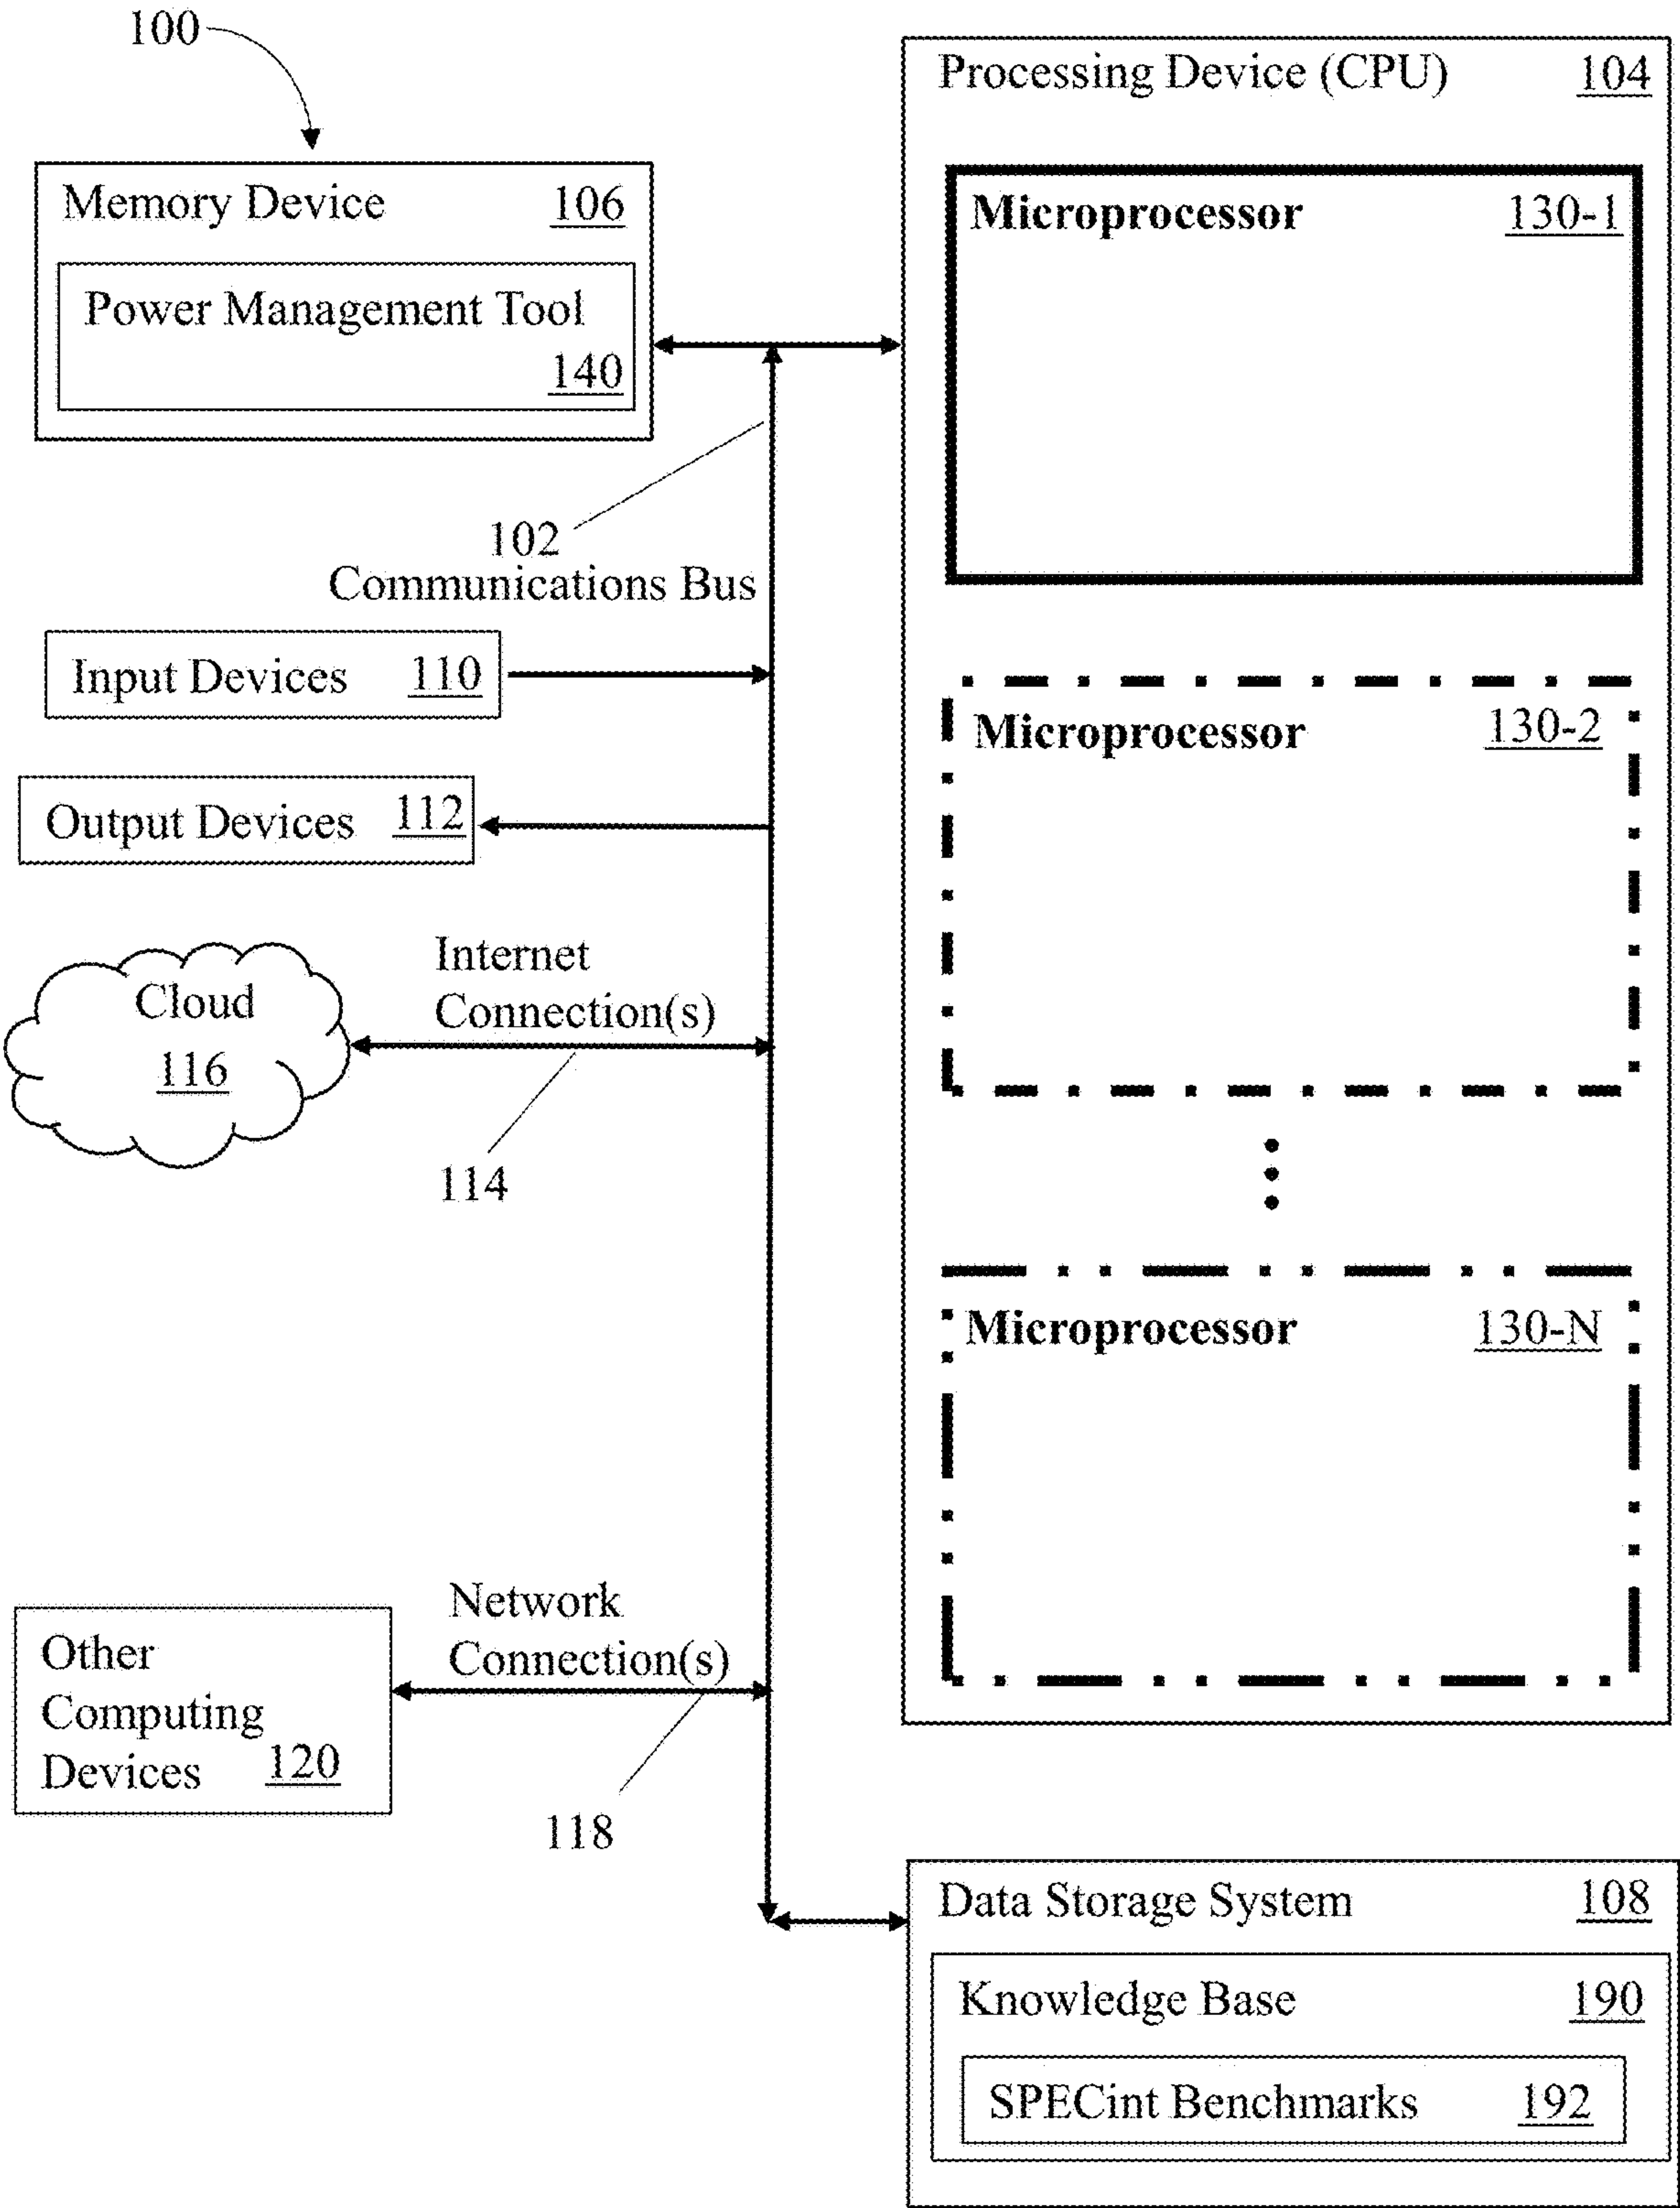 100
Processing Device (CPU) 104
Memory Device 106
Power Management Tool
140
Microprocessor 130-1
102
Communications Bus
Input Devices 110
Microprocessor 130-2
Output Devices 112
Internet
Connection(s)
Cloud
116
114
Microprocessor 130-N
Network
Connection(s)
Other
Computing
Devices 120
118
Data Storage System 108
Knowledge Base 190
SPECint Benchmarks 192